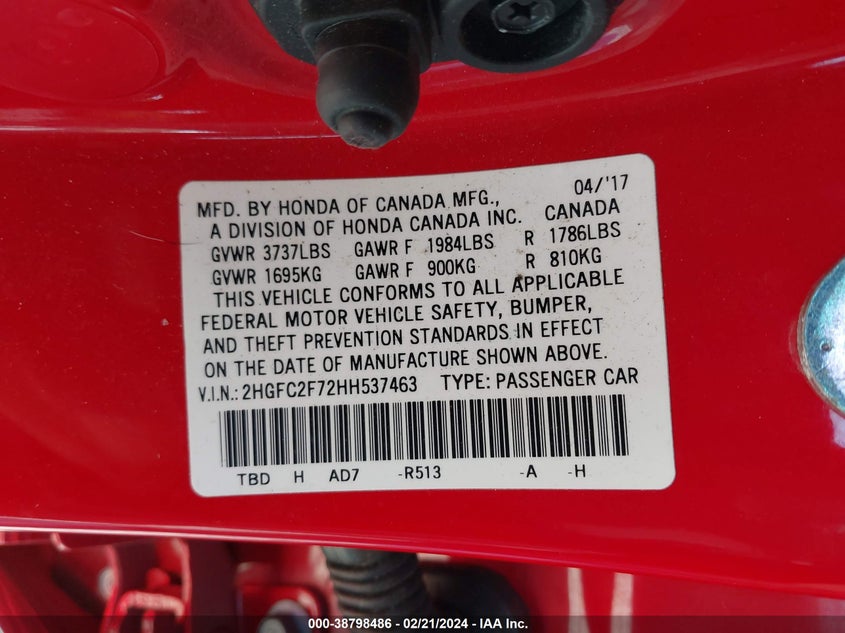 MFD. BY HONDA OF CANADA MFG., 04/'17
A DIVISION OF HONDA CANADA INC. CANADA
GVWR 3737LBS GAWR F 1984LBS R 1786LBS
GVWR 1695KG GAWR F 900KG R 810KG
THIS VEHICLE CONFORMS TO ALL APPLICABLE
FEDERAL MOTOR VEHICLE SAFETY, BUMPER,
AND THEFT PREVENTION STANDARDS IN EFFECT
ON THE DATE OF MANUFACTURE SHOWN ABOVE.
V.I.N.: 2HGFC2F72HH537463 TYPE: PASSENGER CAR
TBD H AD7 -R513 -A -H
000-38798486 - 02/21/2024 - IAA Inc.